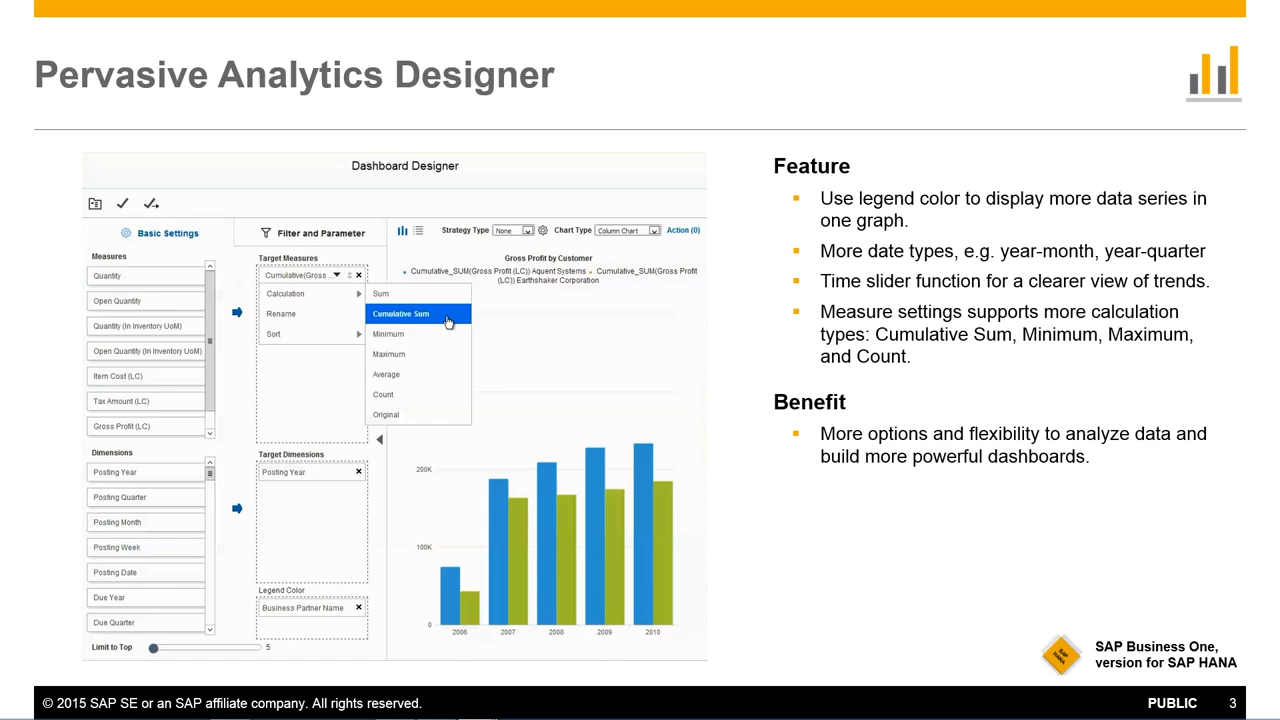 Pervasive Analytics Designer
Dashboard Designer
Basic Settings
Filter and Parameter
Strategy Type None Chart Type Column Chart Action (0)
Measures
Quantity
Open Quantity
Quantity (In Inventory UoM)
Open Quantity (In Inventory UoM)
Item Cost (LC)
Tax Amount (LC)
Gross Profit (LC)
Dimensions
Posting Year
Posting Quarter
Posting Month
Posting Week
Posting Date
Due Year
Due Quarter
Limit to Top 5
Target Measures
Cumulative(Gross ...
Calculation
Rename
Sort
Sum
Cumulative Sum
Minimum
Maximum
Average
Count
Original
Target Dimensions
Posting Year
Legend Color
Business Partner Name
Gross Profit by Customer
Cumulative_SUM(Gross Profit (LC)) Aquent Systems Cumulative_SUM(Gross Profit
(LC)) Earthshaker Corporation
200K
100K
0
2006 2007 2008 2009 2010
Feature
Use legend color to display more data series in
one graph.
More date types, e.g. year-month, year-quarter
Time slider function for a clearer view of trends.
Measure settings supports more calculation
types: Cumulative Sum, Minimum, Maximum,
and Count.
Benefit
More options and flexibility to analyze data and
build more powerful dashboards.
SAP
HANA
SAP Business One,
version for SAP HANA
© 2015 SAP SE or an SAP affiliate company. All rights reserved.
PUBLIC 3